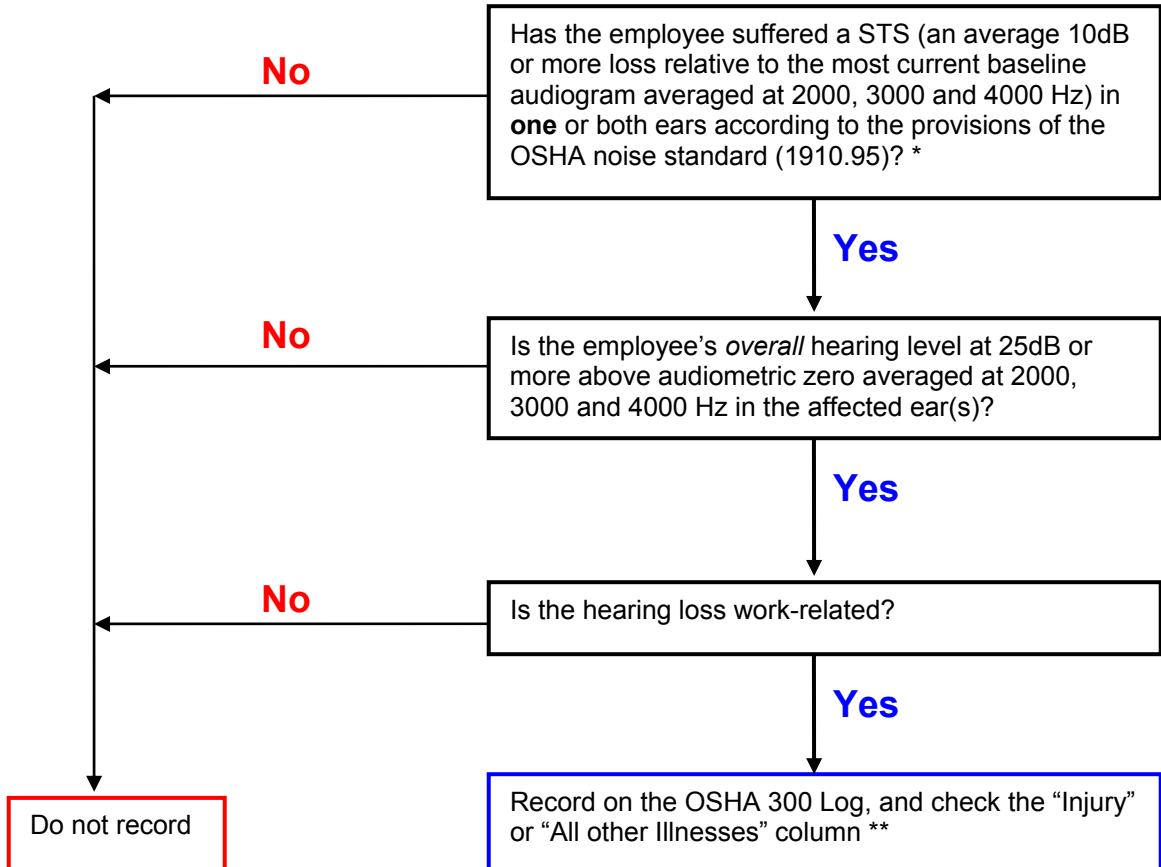 Has the employee suffered a STS (an average 10dB
or more loss relative to the most current baseline
audiogram averaged at 2000, 3000 and 4000 Hz) in
one or both ears according to the provisions of the
OSHA noise standard (1910.95)? *
No
Yes
Is the employee's overall hearing level at 25dB or
more above audiometric zero averaged at 2000,
3000 and 4000 Hz in the affected ear(s)?
No
Yes
Is the hearing loss work-related?
No
Yes
Record on the OSHA 300 Log, and check the “Injury”
or “All other Illnesses” column **
Do not record